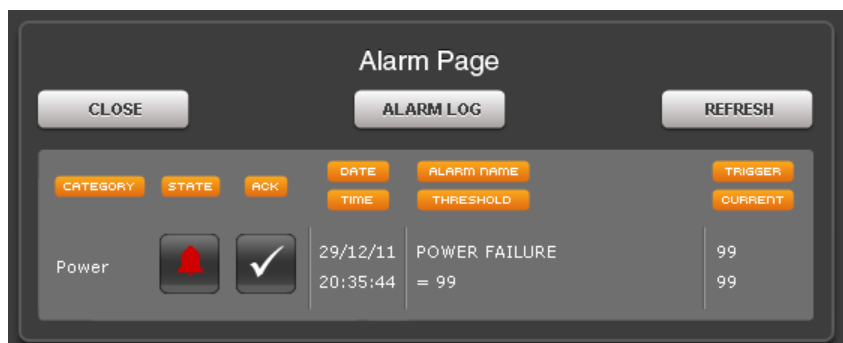 Alarm Page
CLOSE ALARM LOG REFRESH
CATEGORY STATE ACK DATE ALARM NAME TRIGGER
TIME THRESHOLD CURRENT
Power 29/12/11 POWER FAILURE 99
20:35:44 = 99 99